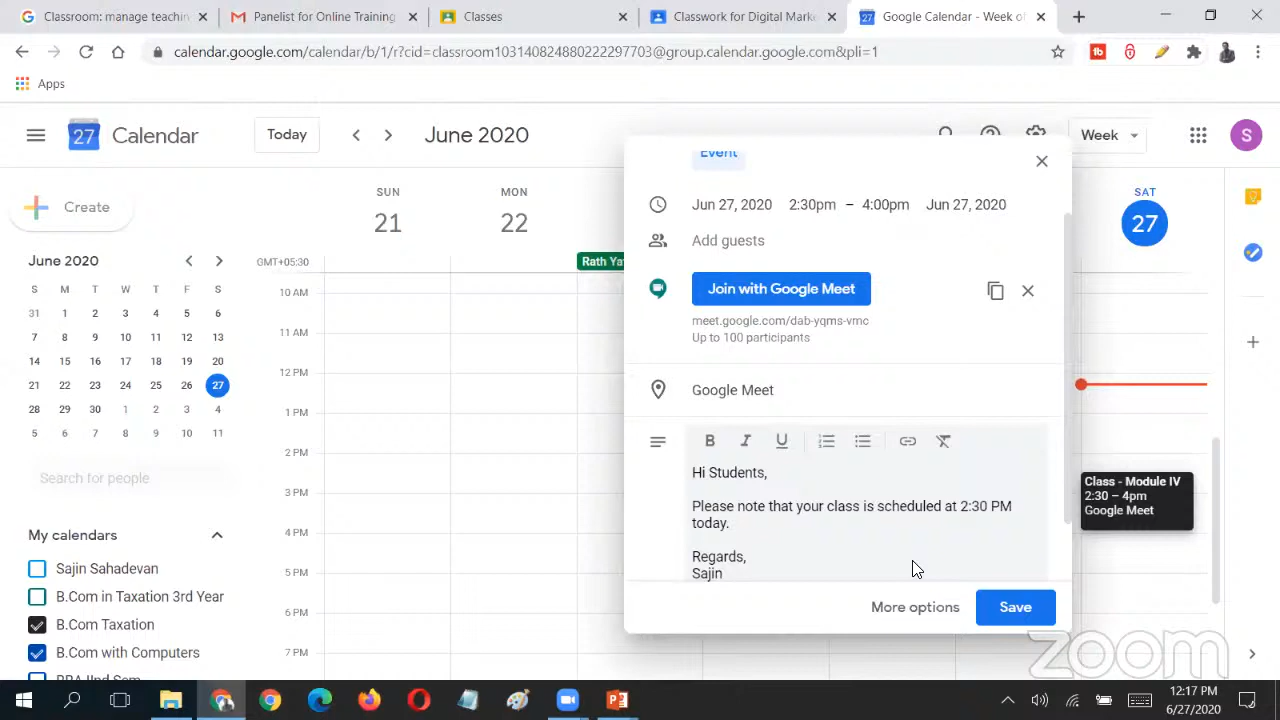 Classroom: manage teachin
Panelist for Online Training
Classes
Classwork for Digital Marke
Google Calendar - Week of
calendar.google.com/calendar/b/1/r?cid=classroom103140824880222297703@group.calendar.google.com&pli=1
Apps
27
Calendar
Today
June 2020
Week
S
Create
SUN
21
MON
22
SAT
27
June 2020
S M T W T F S
31 1 2 3 4 5 6
7 8 9 10 11 12 13
14 15 16 17 18 19 20
21 22 23 24 25 26 27
28 29 30 1 2 3 4
5 6 7 8 9 10 11
Search for people
My calendars
Sajin Sahadevan
B.Com in Taxation 3rd Year
B.Com Taxation
B.Com with Computers
BBA IInd Sem
GMT+05:30
Rath Ya
10 AM
11 AM
12 PM
1 PM
2 PM
3 PM
4 PM
5 PM
6 PM
7 PM
Event
Jun 27, 2020 2:30pm – 4:00pm Jun 27, 2020
Add guests
Join with Google Meet
meet.google.com/dab-yqms-vmc
Up to 100 participants
Google Meet
B I U
Hi Students,
Please note that your class is scheduled at 2:30 PM
today.
Regards,
Sajin
More options
Save
Class - Module IV
2:30 – 4pm
Google Meet
zoom
12:17 PM
6/27/2020